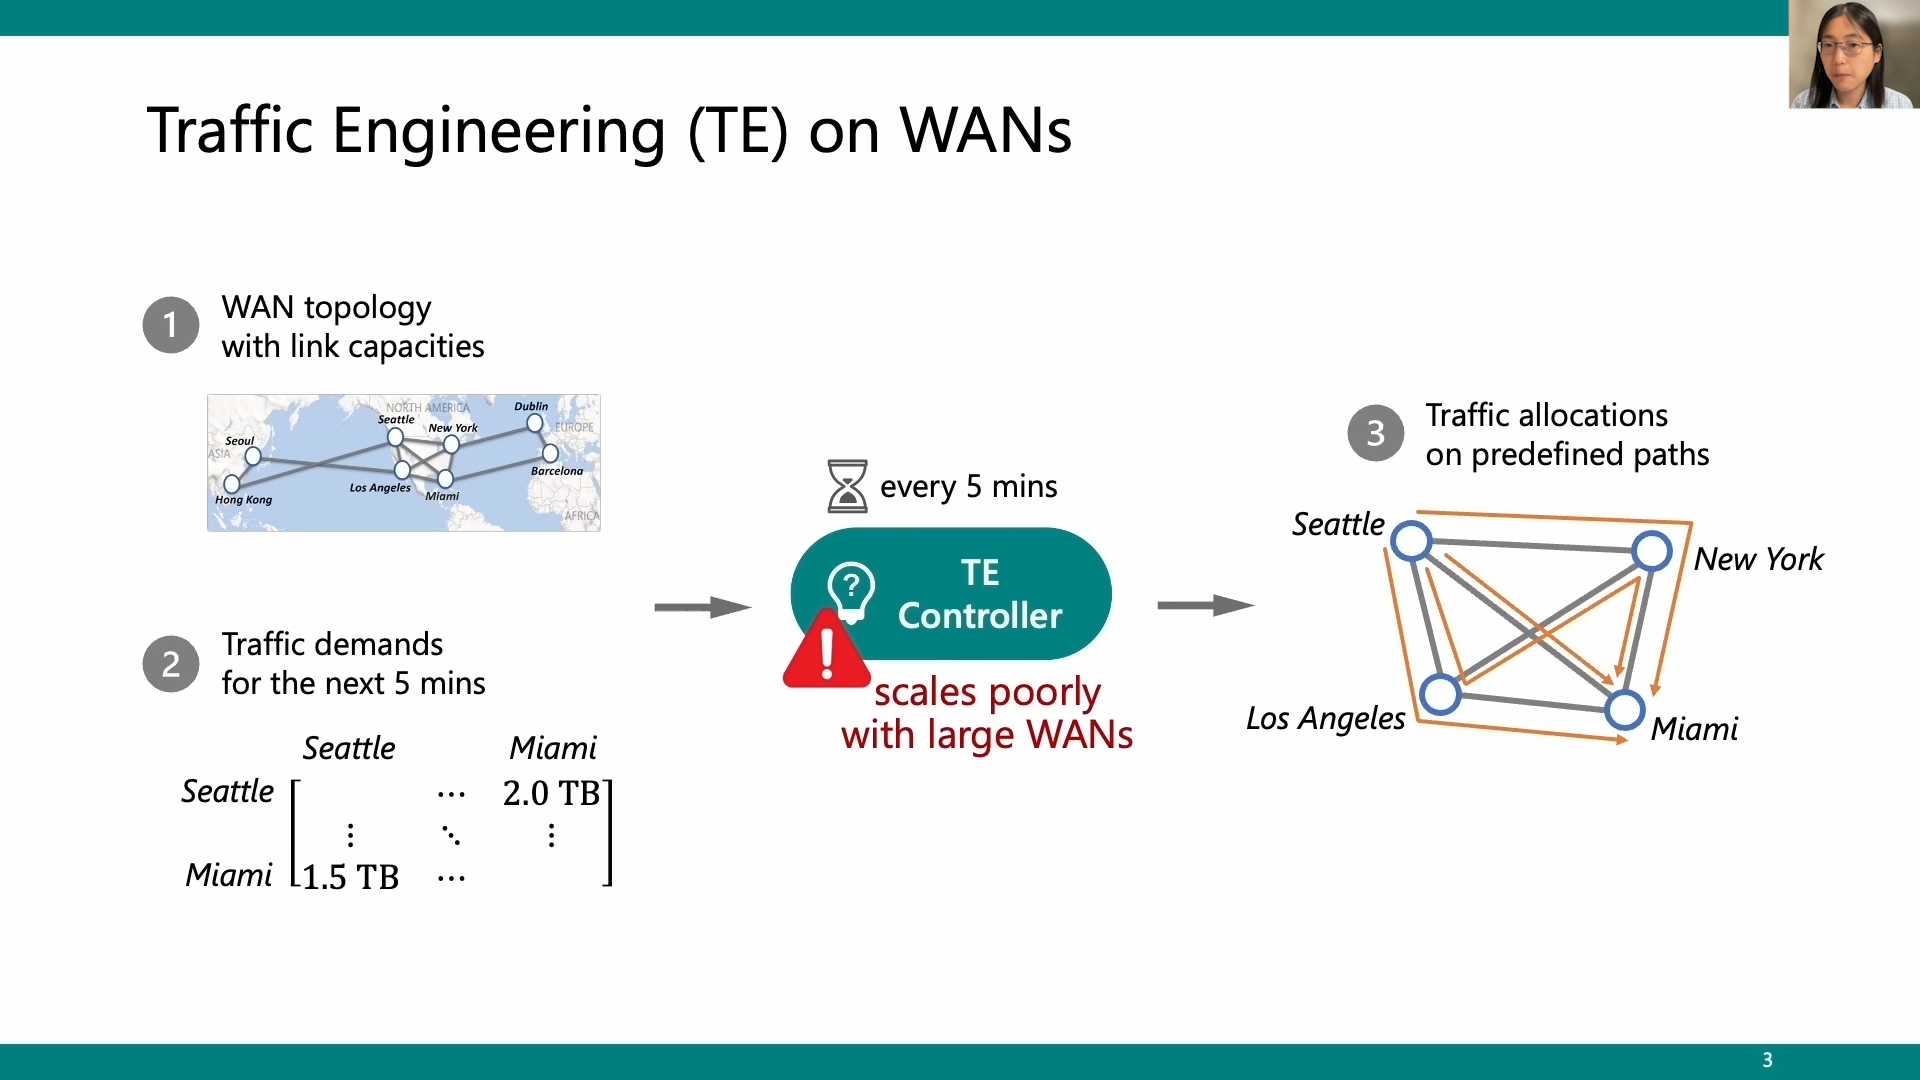 Traffic Engineering (TE) on WANs
1
WAN topology
with link capacities
NORTH AMERICA
Dublin
Seattle
New York
EUROPE
Seoul
ASIA
Barcelona
Los Angeles
Miami
Hong Kong
AFRICA
2
Traffic demands
for the next 5 mins
Seattle Miami
Seattle ⋯ 2.0 TB
⋮ ⋱ ⋮
Miami 1.5 TB ⋯
every 5 mins
?
TE
Controller
!
scales poorly
with large WANs
3
Traffic allocations
on predefined paths
Seattle
New York
Los Angeles
Miami
3